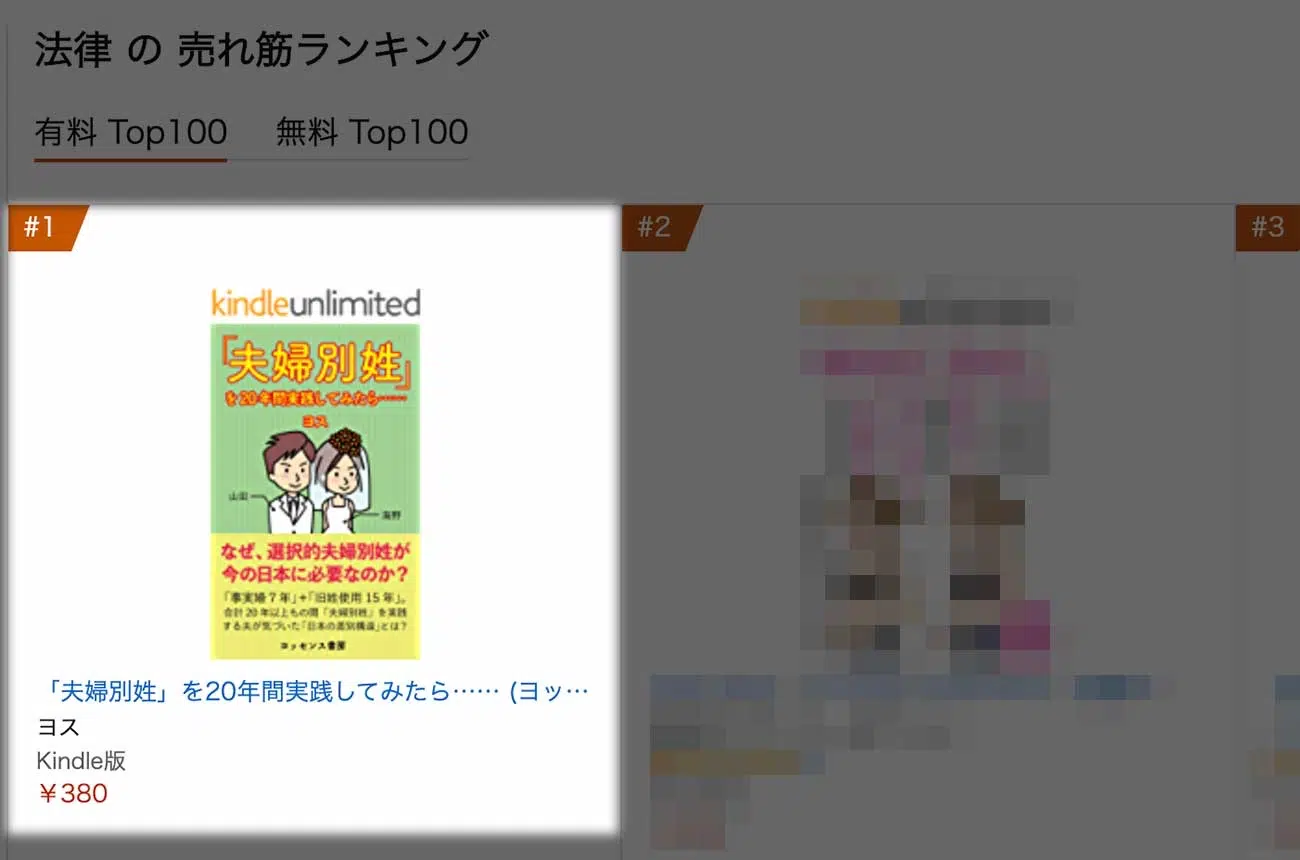 法律 の 売れ筋ランキング
有料 Top100 無料 Top100
#1
#2
#3
kindleunlimited
「夫婦別姓」
を20年間実践してみたら……
ヨス
山田
海野
なぜ、選択的夫婦別姓が
今の日本に必要なのか?
「事実婚7年」+「旧姓使用15年」。
合計20年以上もの間「夫婦別姓」を実践
する夫が気づいた「日本の差別構造」とは?
ヨッセンス書房
「夫婦別姓」を20年間実践してみたら…… (ヨッ…
ヨス
Kindle版
￥380